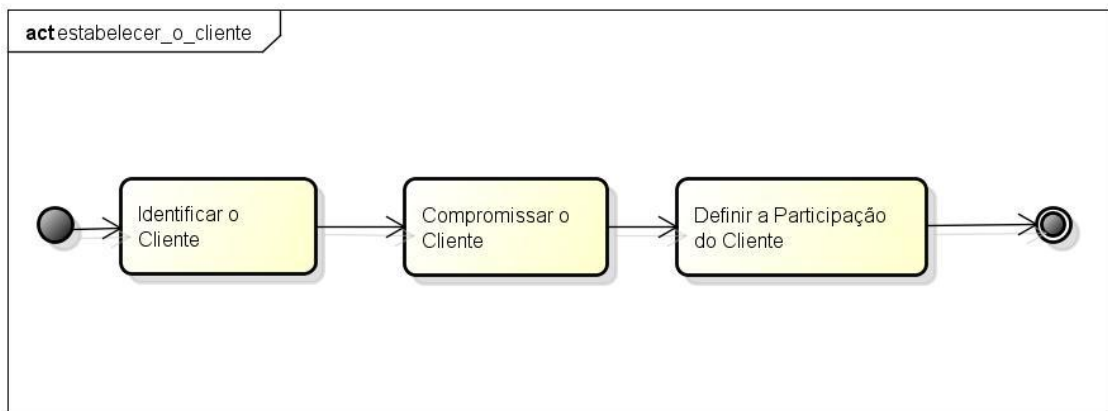 act estabelecer_o_cliente
Identificar o
Cliente
Compromissar o
Cliente
Definir a Participação
do Cliente